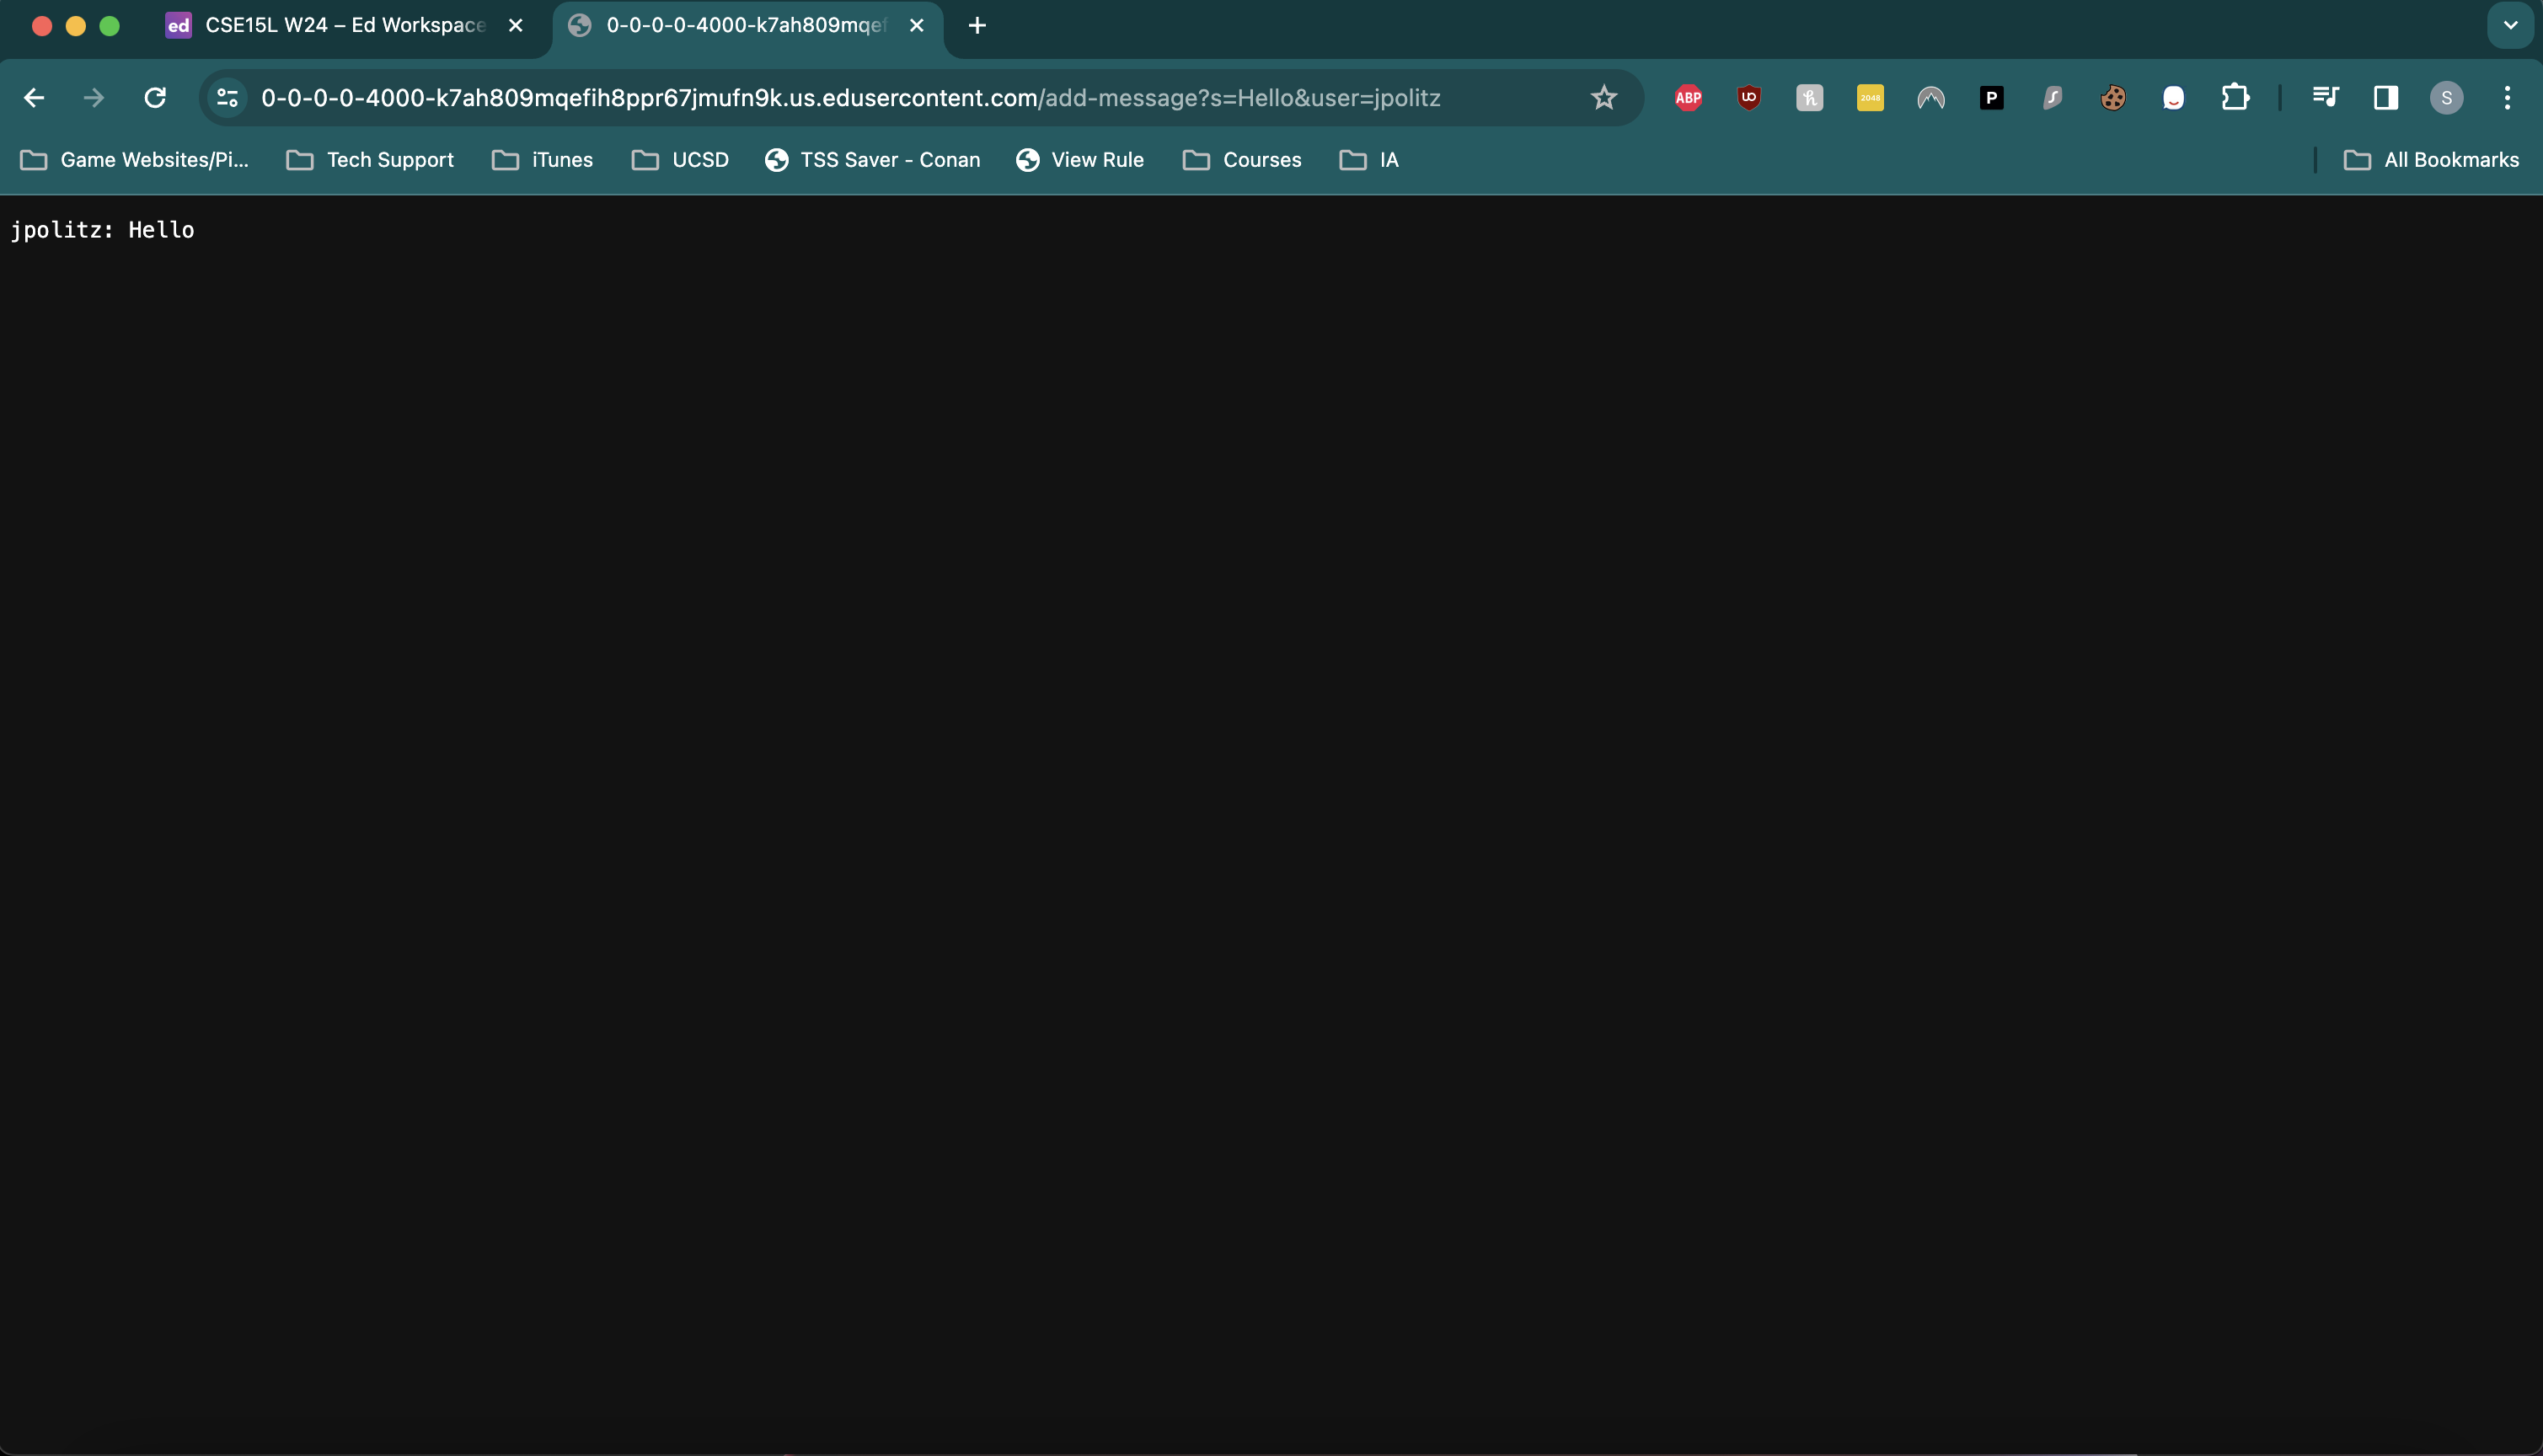 ed CSE15L W24 – Ed Workspace
0-0-0-0-4000-k7ah809mqef
0-0-0-0-4000-k7ah809mqefih8ppr67jmufn9k.us.edusercontent.com/add-message?s=Hello&user=jpolitz
ABP UO h 2048 P S
Game Websites/Pi... Tech Support iTunes UCSD TSS Saver - Conan View Rule Courses IA All Bookmarks
jpolitz: Hello